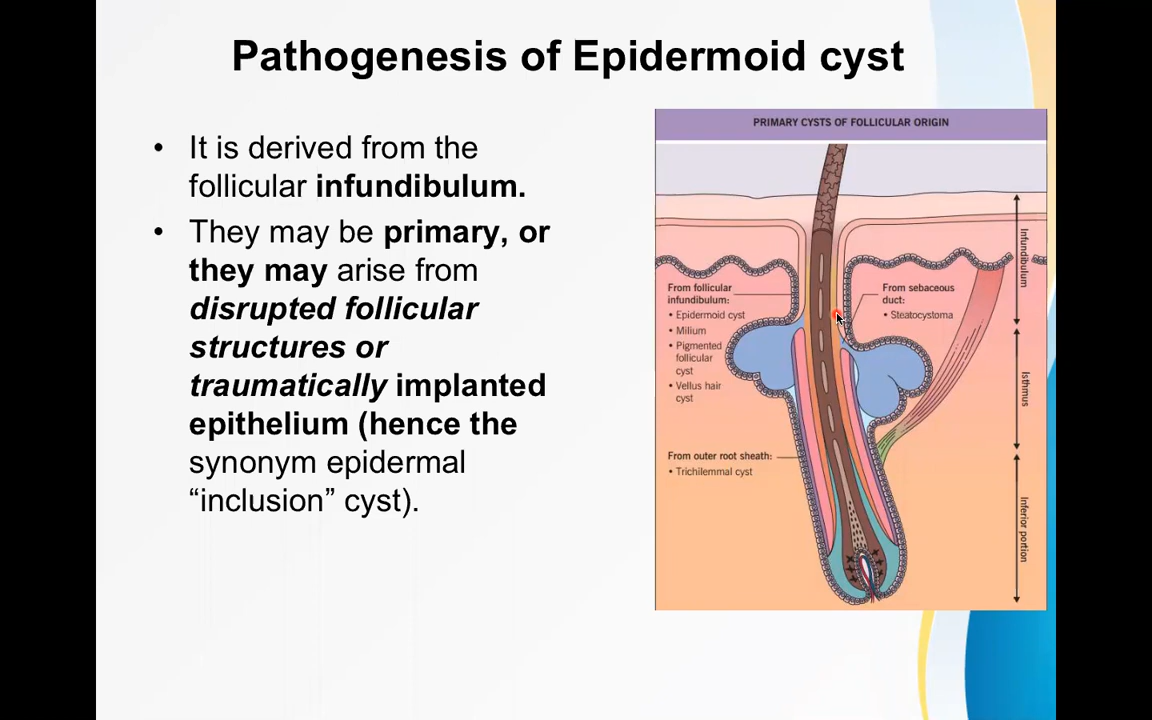 Pathogenesis of Epidermoid cyst
• It is derived from the
follicular infundibulum.
• They may be primary, or
they may arise from
disrupted follicular
structures or
traumatically implanted
epithelium (hence the
synonym epidermal
“inclusion” cyst).
PRIMARY CYSTS OF FOLLICULAR ORIGIN
From follicular
infundibulum:
• Epidermoid cyst
• Milium
• Pigmented
follicular
cyst
• Vellus hair
cyst
From sebaceous
duct:
• Steatocystoma
From outer root sheath:
• Trichilemmal cyst
Infundibulum
Isthmus
Inferior portion